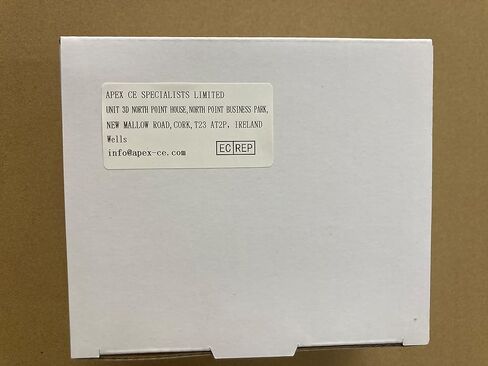 APEX CE SPECIALISTS LIMITED
UNIT 3D NORTH POINT HOUSE,NORTH POINT BUSINESS PARK,
NEW MALLOW ROAD,CORK,T23 AT2P, IRELAND
Wells
info@apex-ce.com
EC REP